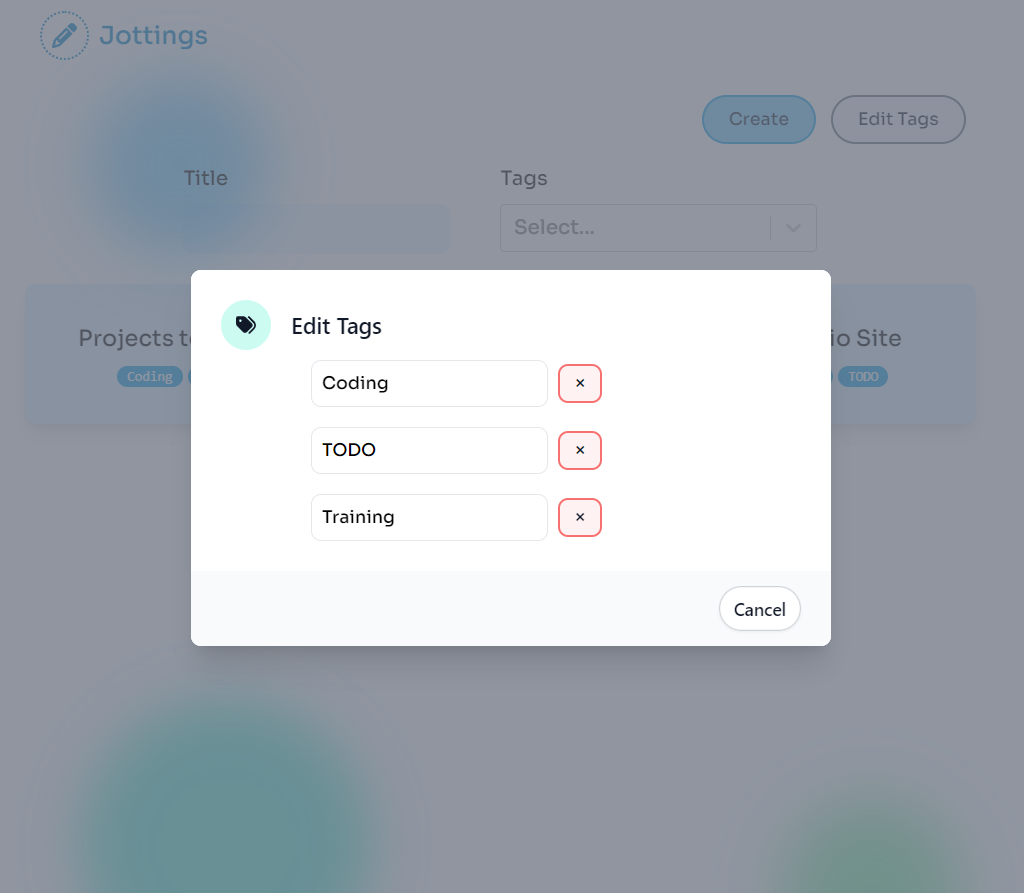 Jottings
Create Edit Tags
Title Tags
Select...
Edit Tags
Projects io Site
Coding TODO
Coding ×
TODO ×
Training ×
Cancel